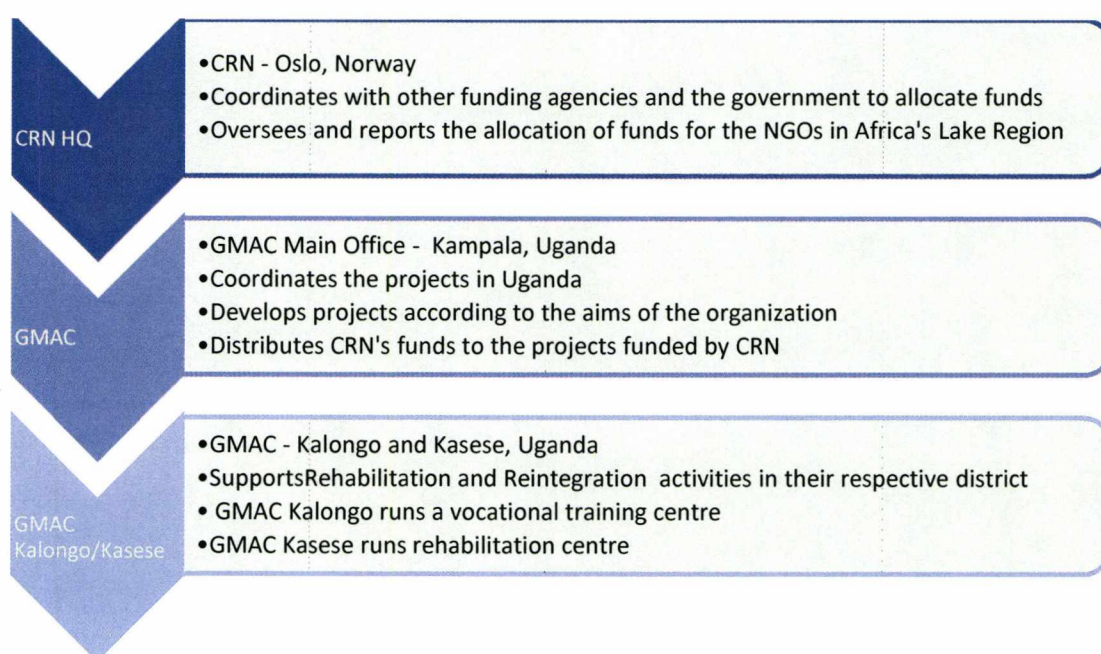 CRN HQ
•CRN - Oslo, Norway
•Coordinates with other funding agencies and the government to allocate funds
•Oversees and reports the allocation of funds for the NGOs in Africa's Lake Region
GMAC
•GMAC Main Office - Kampala, Uganda
•Coordinates the projects in Uganda
•Develops projects according to the aims of the organization
•Distributes CRN's funds to the projects funded by CRN
GMAC
Kalongo/Kasese
•GMAC - Kalongo and Kasese, Uganda
•SupportsRehabilitation and Reintegration activities in their respective district
• GMAC Kalongo runs a vocational training centre
•GMAC Kasese runs rehabilitation centre